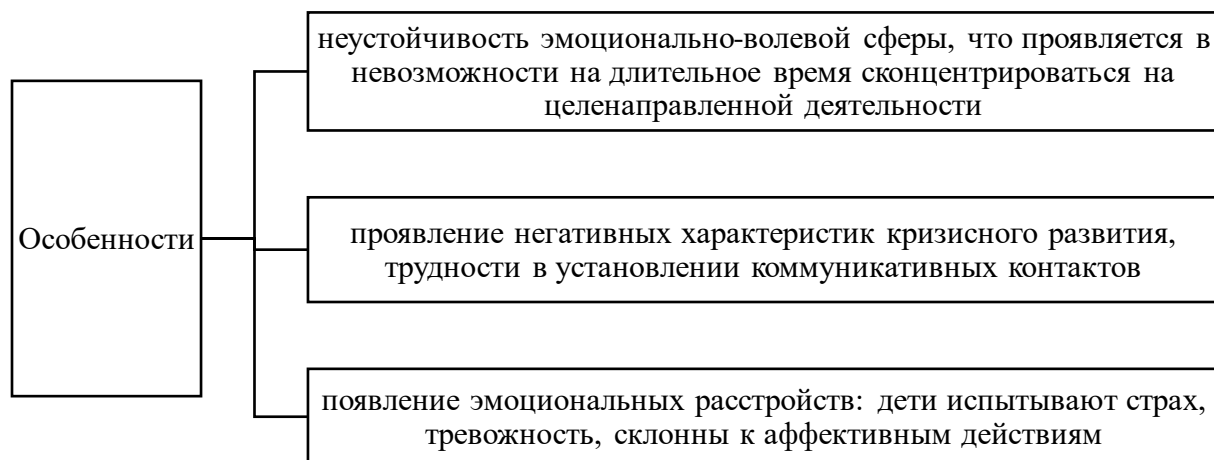 неустойчивость эмоционально-волевой сферы, что проявляется в
невозможности на длительное время сконцентрироваться на
целенаправленной деятельности
Особенности
проявление негативных характеристик кризисного развития,
трудности в установлении коммуникативных контактов
появление эмоциональных расстройств: дети испытывают страх,
тревожность, склонны к аффективным действиям